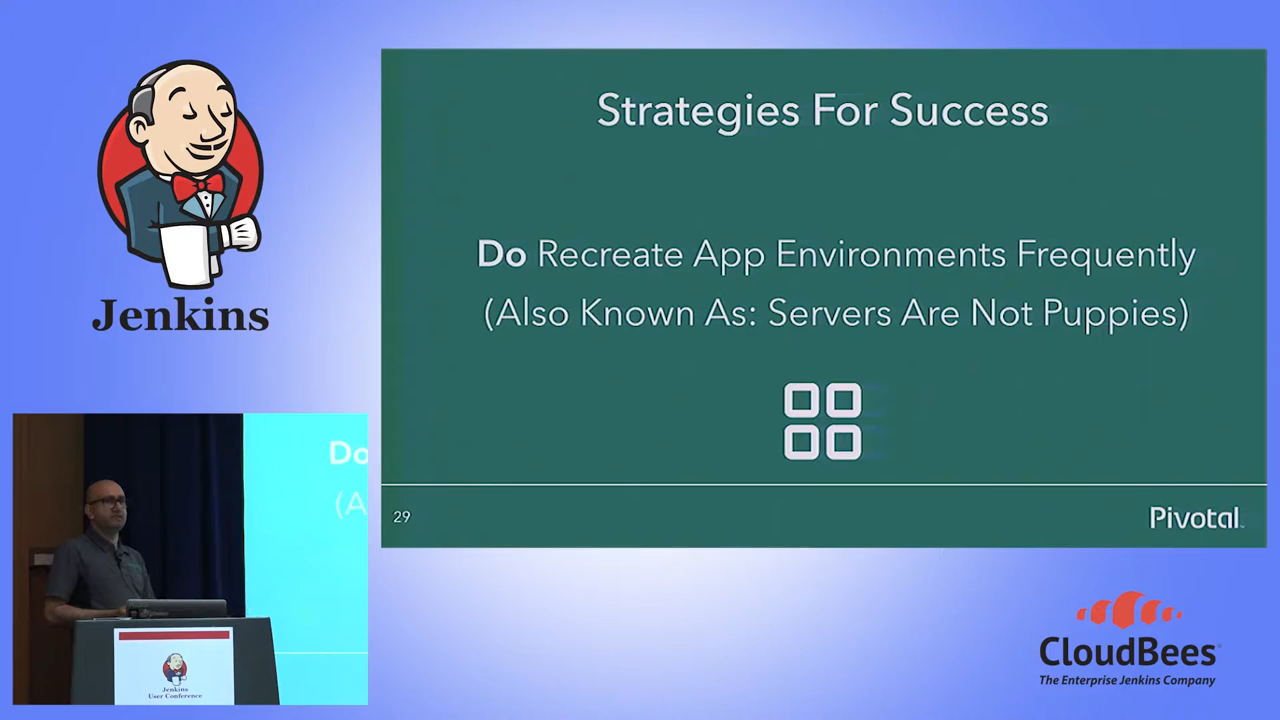 Jenkins
Strategies For Success
Do Recreate App Environments Frequently
(Also Known As: Servers Are Not Puppies)
29
Pivotal
Do
(A
Jenkins
User Conference
CloudBees
The Enterprise Jenkins Company